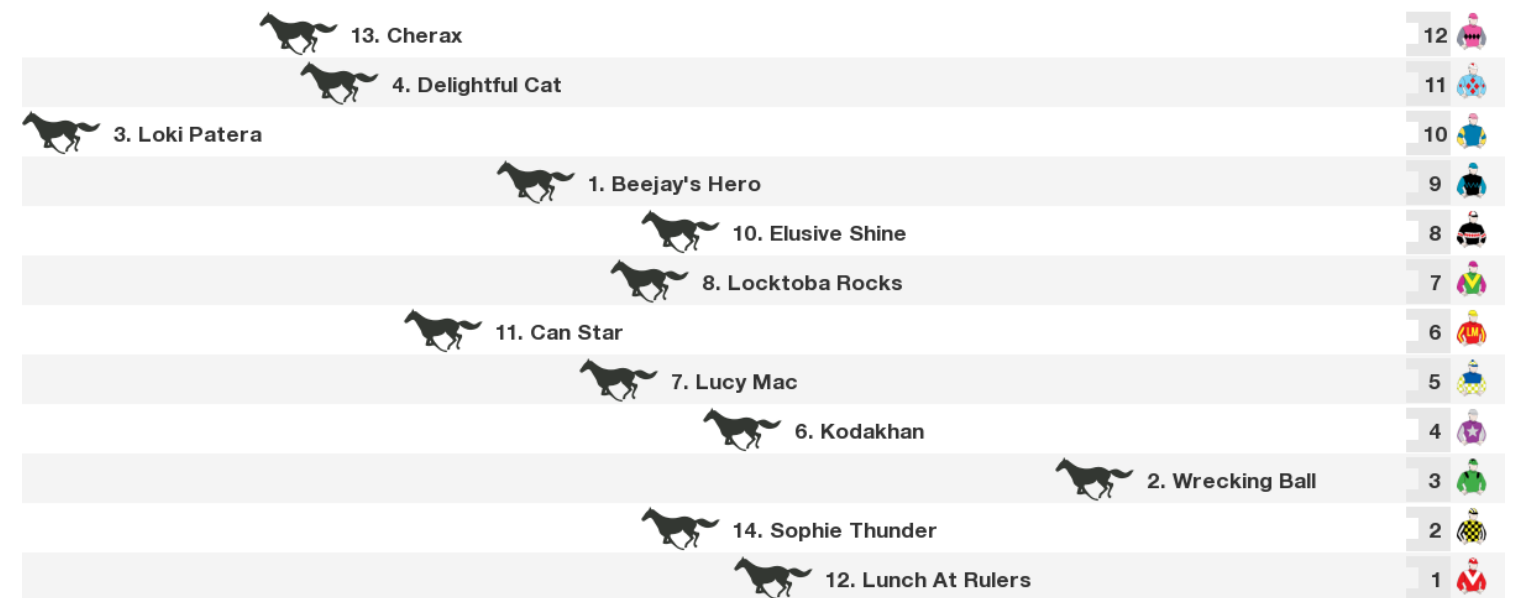 13. Cherax 12
4. Delightful Cat 11
3. Loki Patera 10
1. Beejay's Hero 9
10. Elusive Shine 8
8. Locktoba Rocks 7
11. Can Star 6 LM
7. Lucy Mac 5
6. Kodakhan 4
2. Wrecking Ball 3
14. Sophie Thunder 2
12. Lunch At Rulers 1